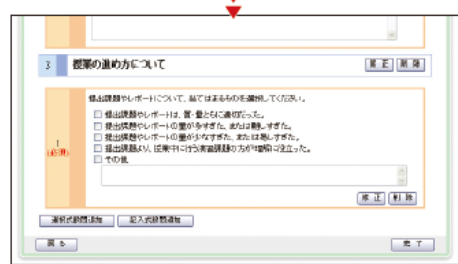 3 授業の進め方について
修正 削除
提出課題やレポートについて、当てはまるものを選択してください。
提出課題やレポートは、質・量ともに適切だった。
提出課題やレポートの量が多すぎた、または難しすぎた。
提出課題やレポートの量が少なすぎた、または易しすぎた。
提出課題より、授業中に行う演習課題の方が理解に役立った。
その他
1
(必須)
修正 削除
選択式設問追加 記入式設問追加
戻る 完了